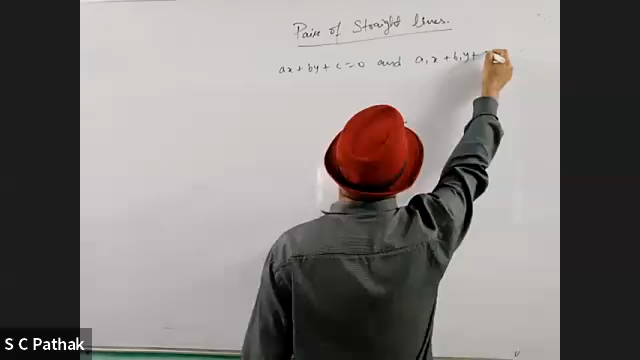 Pair of Straight lines.
ax + by + c = 0 and a₁x + b₁y +
S C Pathak